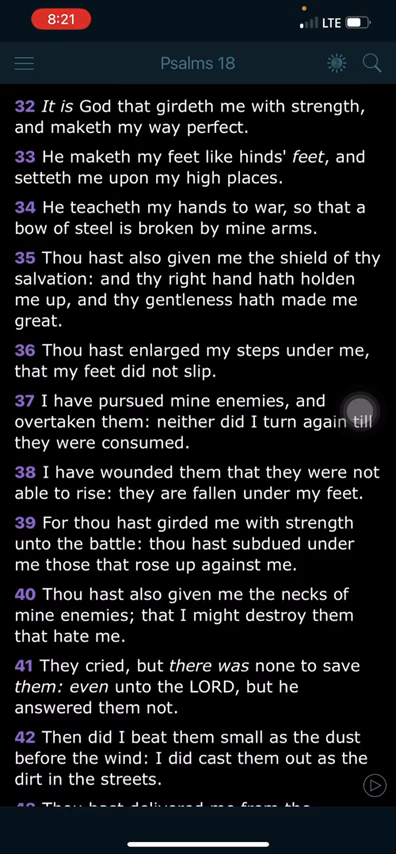 8:21
LTE
Psalms 18
32 It is God that girdeth me with strength,
and maketh my way perfect.
33 He maketh my feet like hinds' feet, and
setteth me upon my high places.
34 He teacheth my hands to war, so that a
bow of steel is broken by mine arms.
35 Thou hast also given me the shield of thy
salvation: and thy right hand hath holden
me up, and thy gentleness hath made me
great.
36 Thou hast enlarged my steps under me,
that my feet did not slip.
37 I have pursued mine enemies, and
overtaken them: neither did I turn again till
they were consumed.
38 I have wounded them that they were not
able to rise: they are fallen under my feet.
39 For thou hast girded me with strength
unto the battle: thou hast subdued under
me those that rose up against me.
40 Thou hast also given me the necks of
mine enemies; that I might destroy them
that hate me.
41 They cried, but there was none to save
them: even unto the LORD, but he
answered them not.
42 Then did I beat them small as the dust
before the wind: I did cast them out as the
dirt in the streets.
43 Thou hast delivered me from the